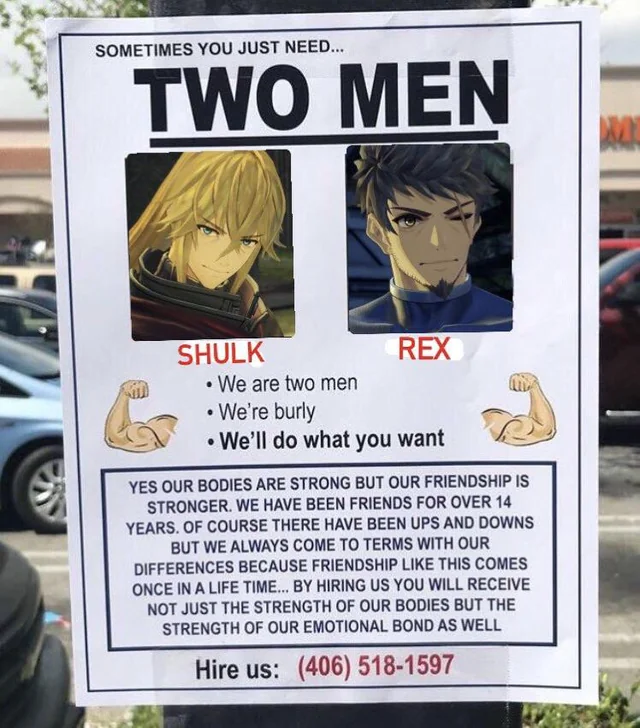 SOMETIMES YOU JUST NEED...
TWO MEN
SHULK
REX
• We are two men
• We're burly
• We'll do what you want
YES OUR BODIES ARE STRONG BUT OUR FRIENDSHIP IS
STRONGER. WE HAVE BEEN FRIENDS FOR OVER 14
YEARS. OF COURSE THERE HAVE BEEN UPS AND DOWNS
BUT WE ALWAYS COME TO TERMS WITH OUR
DIFFERENCES BECAUSE FRIENDSHIP LIKE THIS COMES
ONCE IN A LIFE TIME... BY HIRING US YOU WILL RECEIVE
NOT JUST THE STRENGTH OF OUR BODIES BUT THE
STRENGTH OF OUR EMOTIONAL BOND AS WELL
Hire us: (406) 518-1597